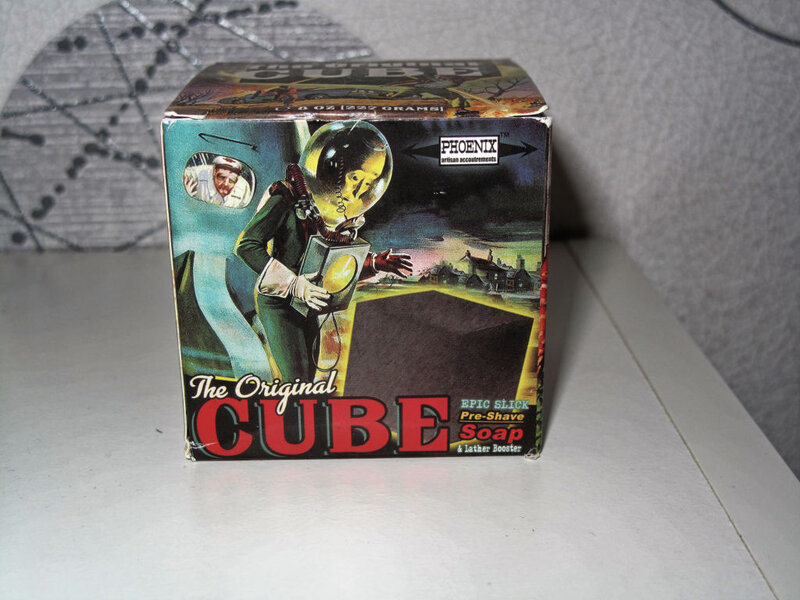 The Original
CUBE
8 OZ [227 GRAMS]
PHOENIX™
artisan accoutrements
The Original
CUBE
EPIC SLICK
Pre-Shave
Soap
& Lather Booster